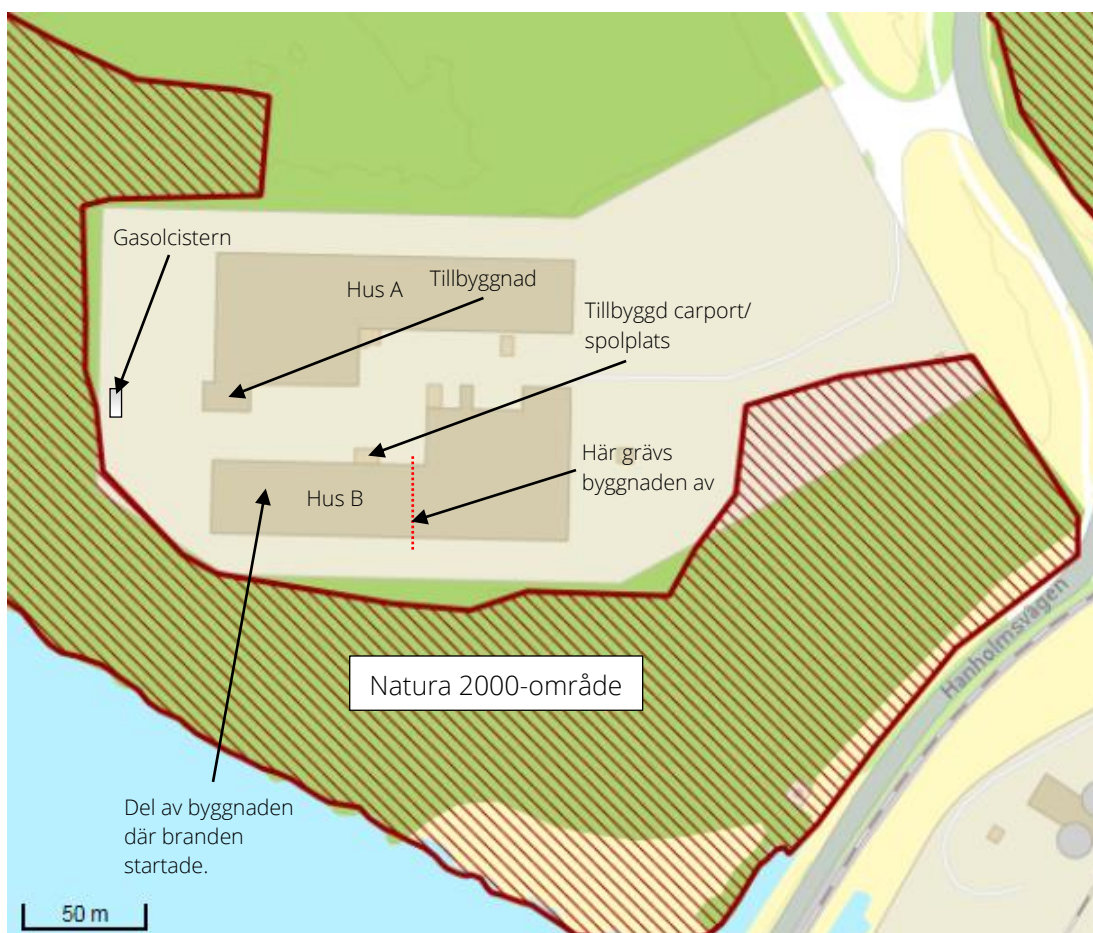 Gasolcistern
Hus A
Tillbyggnad
Tillbyggd carport/
spolplats
Här grävs
byggnaden av
Hus B
Natura 2000-område
Hanholmsvägen
Del av byggnaden
där branden
startade.
50 m